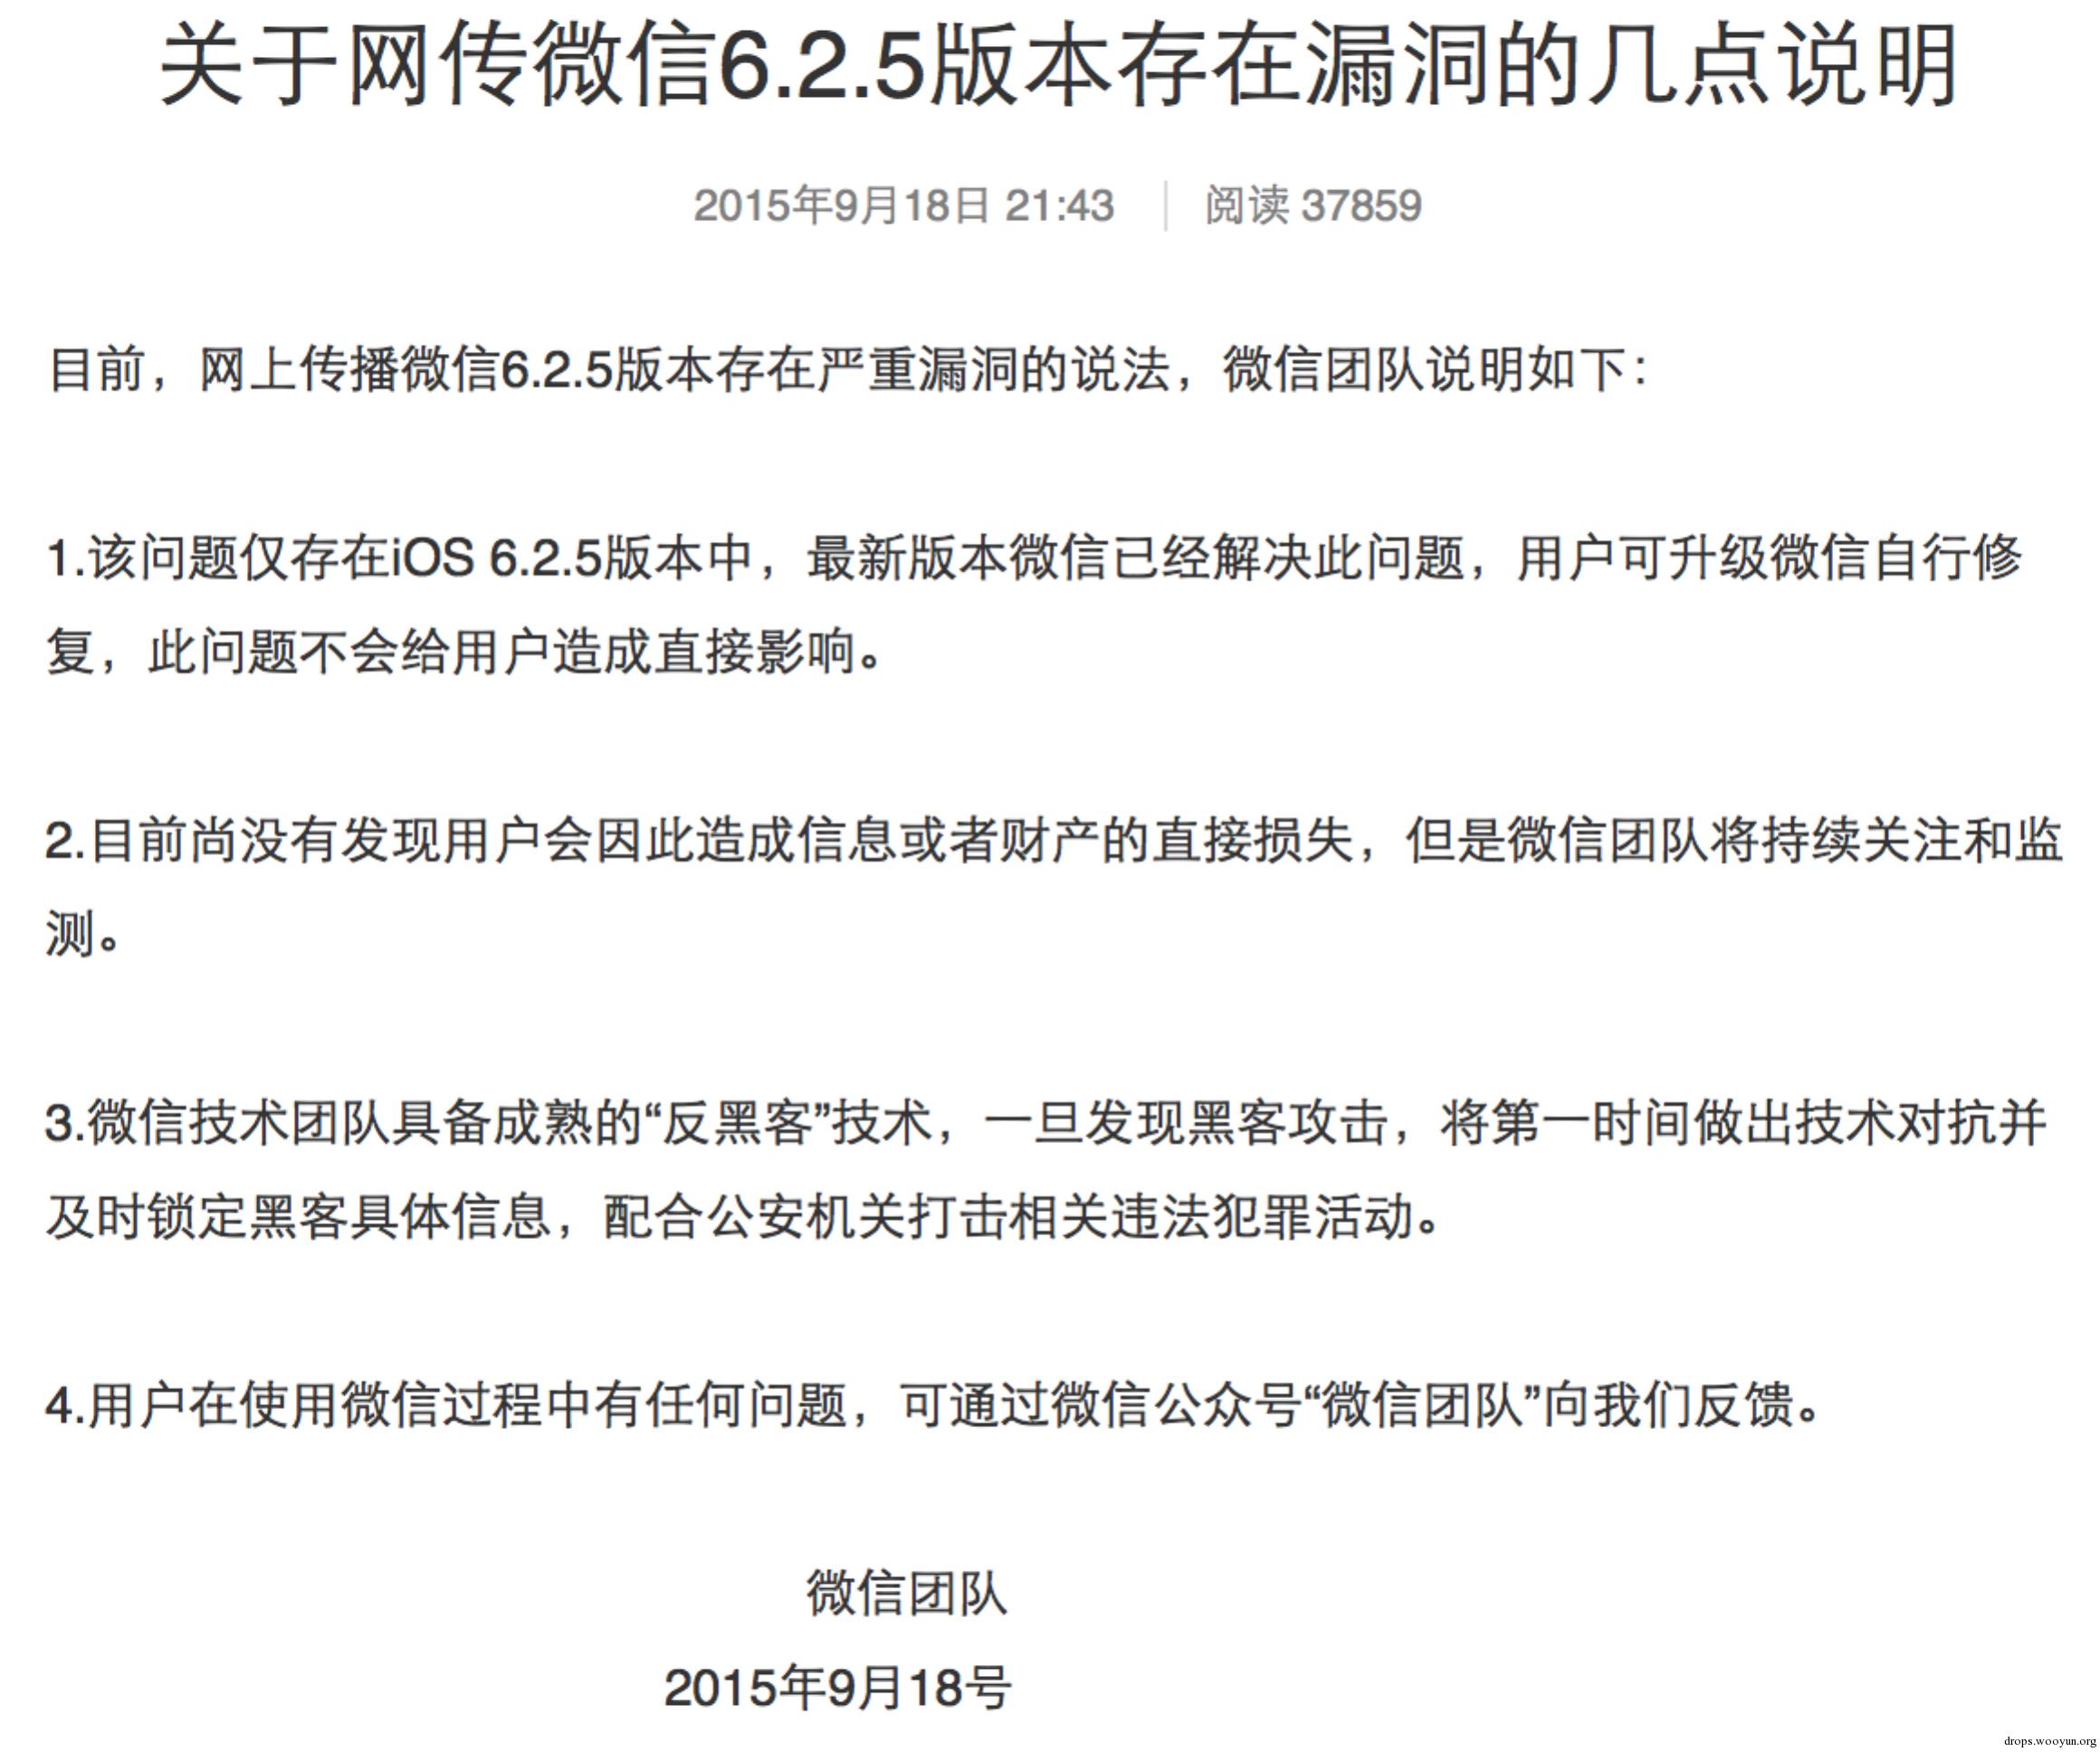 关于网传微信6.2.5版本存在漏洞的几点说明
2015年9月18日 21:43 | 阅读 37859
目前，网上传播微信6.2.5版本存在严重漏洞的说法，微信团队说明如下：
1.该问题仅存在iOS 6.2.5版本中，最新版本微信已经解决此问题，用户可升级微信自行修
复，此问题不会给用户造成直接影响。
2.目前尚没有发现用户会因此造成信息或者财产的直接损失，但是微信团队将持续关注和监
测。
3.微信技术团队具备成熟的“反黑客”技术，一旦发现黑客攻击，将第一时间做出技术对抗并
及时锁定黑客具体信息，配合公安机关打击相关违法犯罪活动。
4.用户在使用微信过程中有任何问题，可通过微信公众号“微信团队”向我们反馈。
微信团队
2015年9月18号
drops.wooyun.org